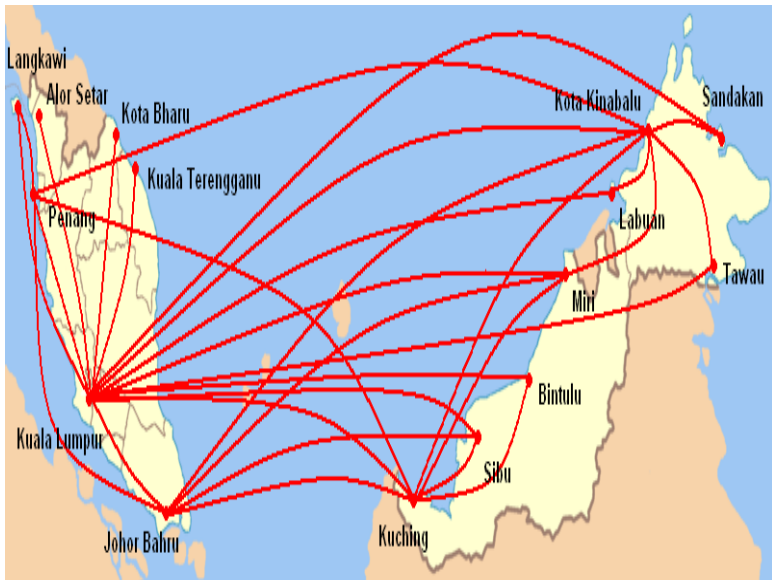 Langkawi
Alor Setar
Kota Bharu
Kuala Terengganu
Penang
Kuala Lumpur
Johor Bahru
Kota Kinabalu
Sandakan
Labuan
Tawau
Miri
Bintulu
Sibu
Kuching